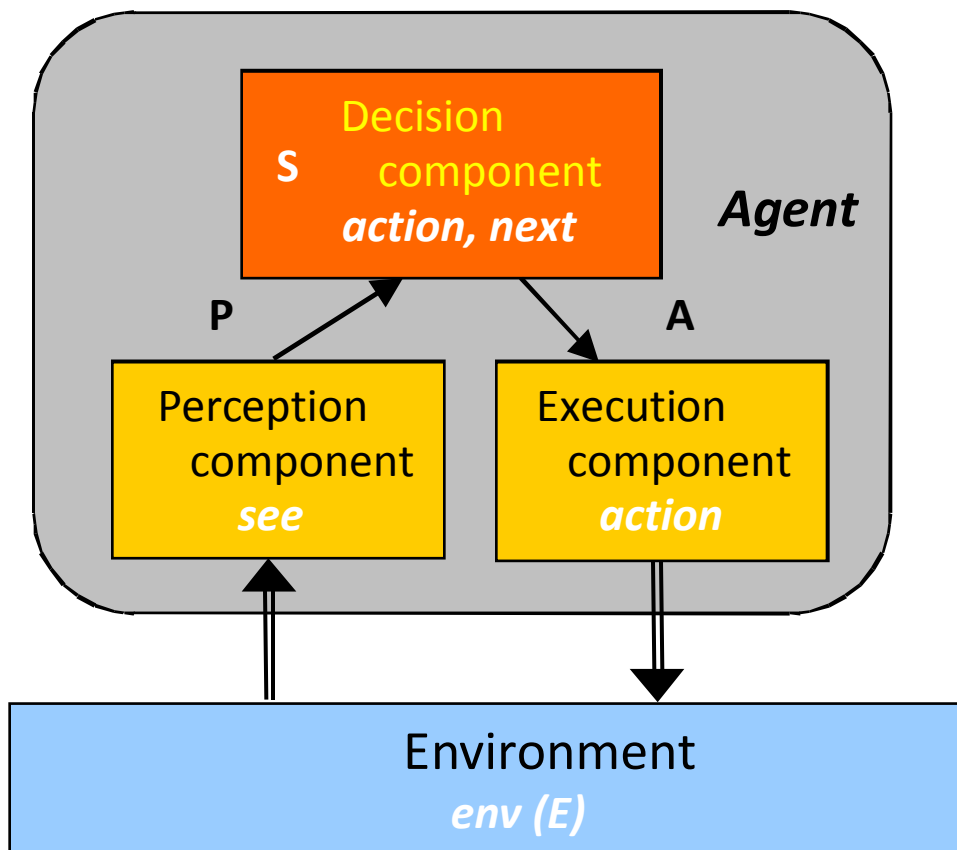 Decision
S
component
action, next
Agent
P
A
Perception
component
see
Execution
component
action
Environment
env (E)